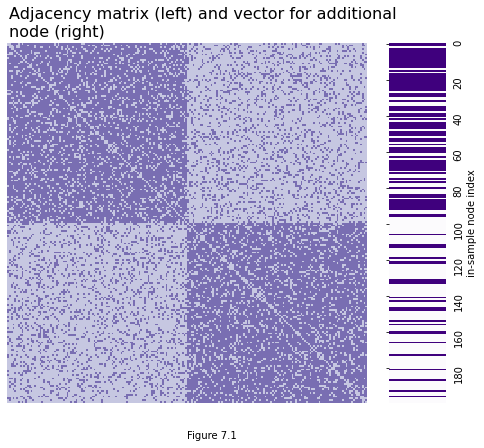 Adjacency matrix (left) and vector for additional
node (right)
0
20
40
60
80
100
120
140
160
180
in-sample node index
Figure 7.1